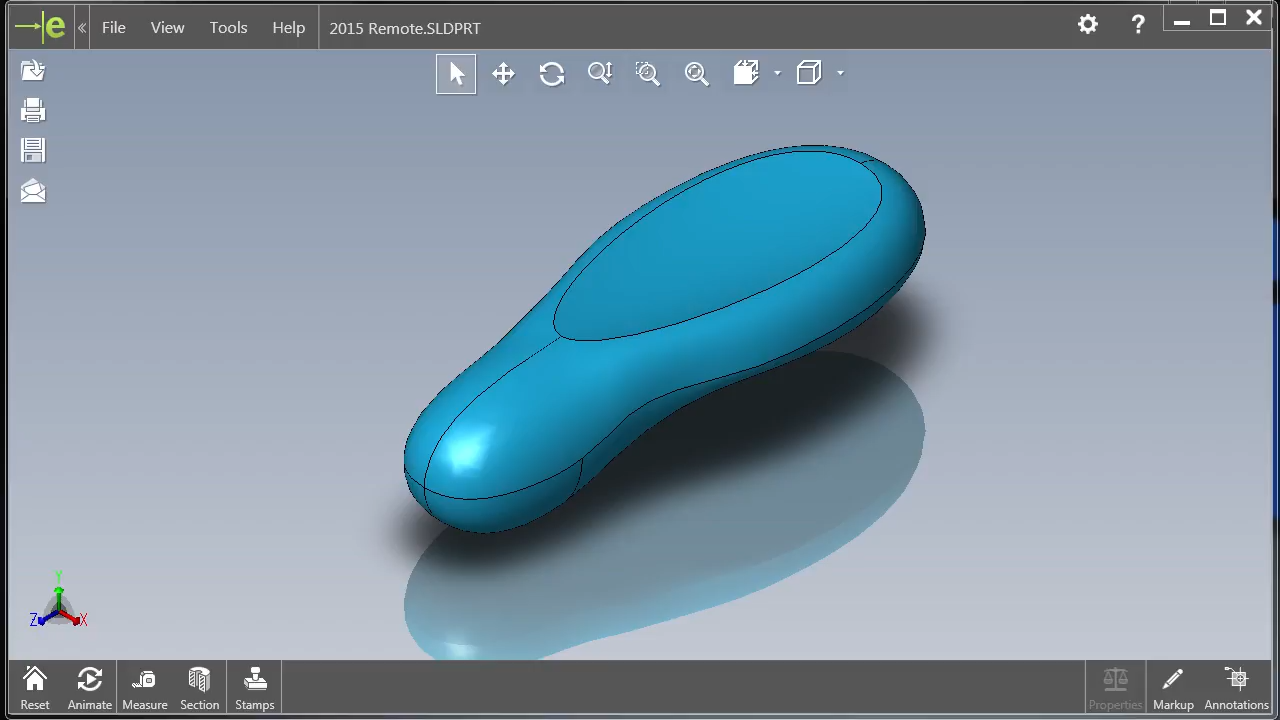 e « File View Tools Help 2015 Remote.SLDPRT ?
Y
Z X
Reset Animate Measure Section Stamps Properties Markup Annotations